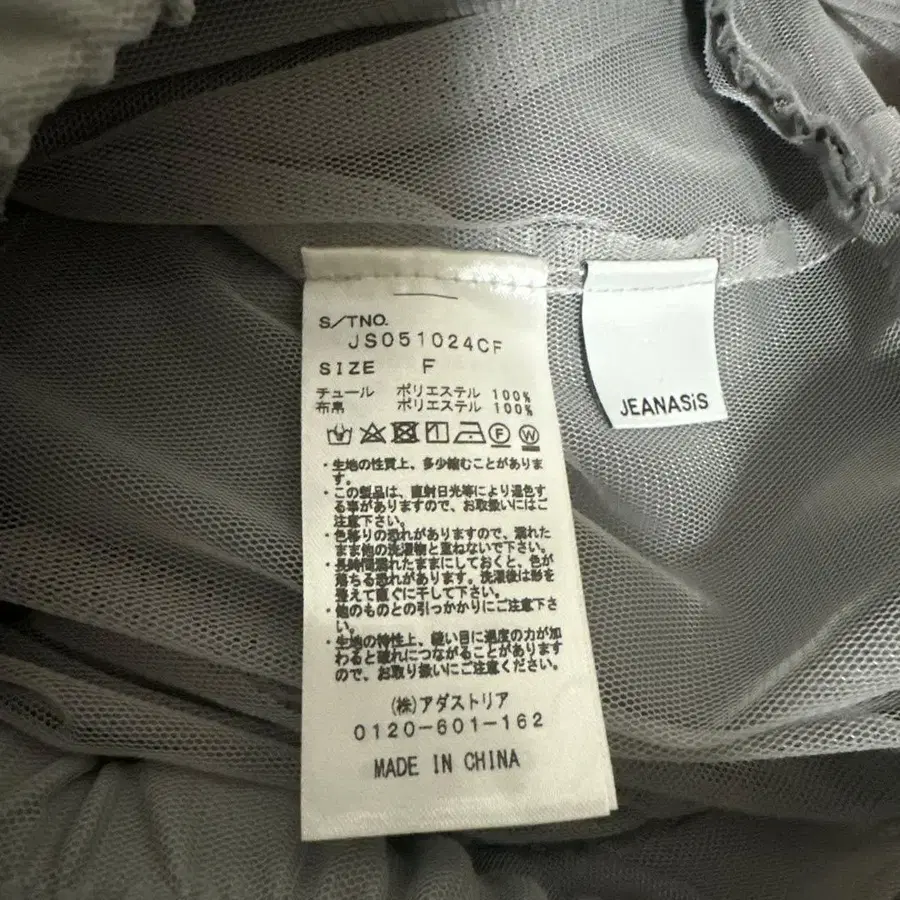 S/TNO.
JS051024CF
SIZE F
チュール ポリエステル 100%
布帛 ポリエステル 100%
F W
・生地の性質上、多少縮むことがありま
す。
・この製品は、直射日光等により退色す
る事がありますので、お取扱いにはご
注意下さい。
・色移りの恐れがありますので、濡れた
まま他の洗濯物と重ねないで下さい。
・長時間濡れたままにしておくと、色が
落ちる恐れがあります。洗濯後は形を
整えて直ぐに干して下さい。
・他のものとの引っかかりにご注意下さ
い。
・生地の特性上、縫い目に過度の力が加
わると破れにつながることがあります
ので、お取り扱いにご注意ください。
(株)アダストリア
0120-601-162
MADE IN CHINA
JEANASiS